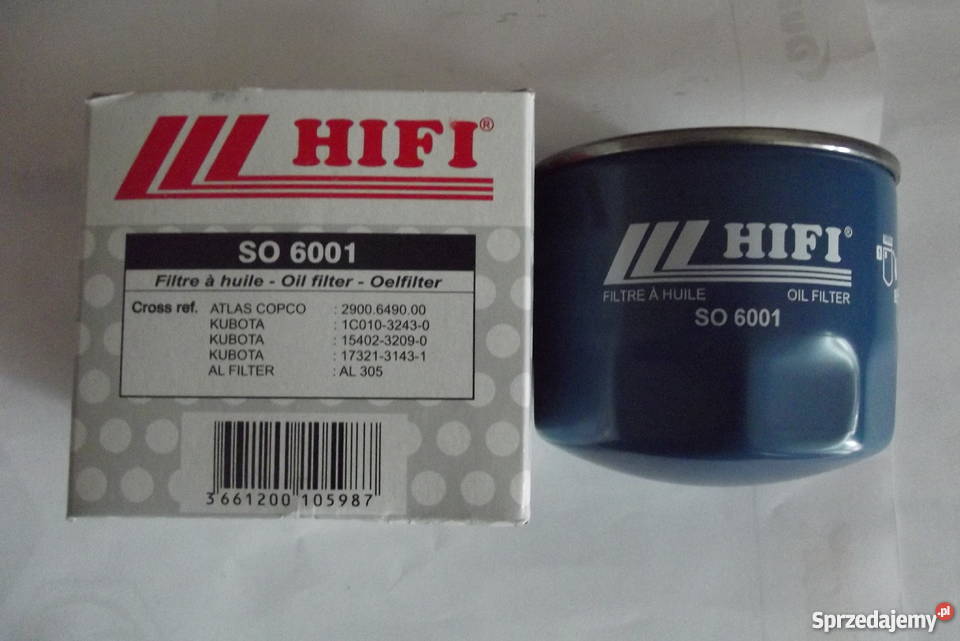 HIFI®
SO 6001
Filtre à huile - Oil filter - Oelfilter
Cross ref. ATLAS COPCO : 2900.6490.00
KUBOTA : 1C010-3243-0
KUBOTA : 15402-3209-0
KUBOTA : 17321-3143-1
AL FILTER : AL 305
3 661200 105987
HIFI®
FILTRE À HUILE OIL FILTER
SO 6001
Sprzedajemy.pl